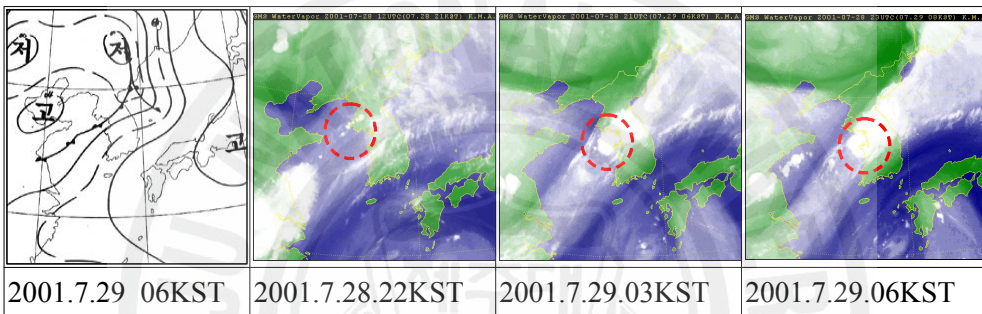 저
저
고
고
GMS WaterVapor 2001-07-28 12UTC(07.28 21KST) K.M.A.
GMS WaterVapor 2001-07-28 21UTC(07.29 06KST) K.M.A.
GMS WaterVapor 2001-07-28 23UTC(07.29 08KST) K.M.A.
2001.7.29 06KST
2001.7.28.22KST
2001.7.29.03KST
2001.7.29.06KST